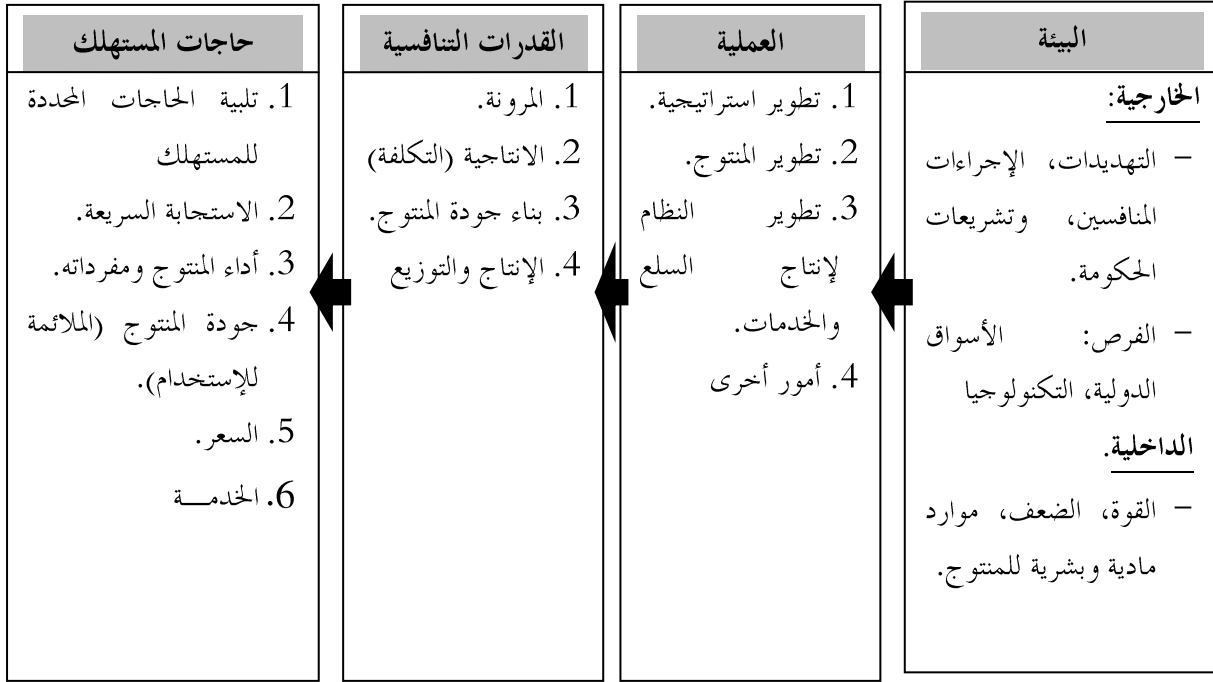 البيئة
الخارجية:
– التهديدات، الإجراءات
المنافسين، وتشريعات
الحكومة.
– الفرص: الأسواق
الدولية، التكنولوجيا
الداخلية.
– القوة، الضعف، موارد
مادية وبشرية للمنتوج.
العملية
1. تطوير استراتيجية.
2. تطوير المنتوج.
3. تطوير النظام
لإنتاج السلع
والخدمات.
4. أمور أخرى
القدرات التنافسية
1. المرونة.
2. الانتاجية (التكلفة)
3. بناء جودة المنتوج.
4. الإنتاج والتوزيع
حاجات المستهلك
1. تلبية الحاجات المحددة
للمستهلك
2. الاستجابة السريعة.
3. أداء المنتوج ومفرداته.
4. جودة المنتوج (الملائمة
للإستخدام).
5. السعر.
6. الخدمـــة